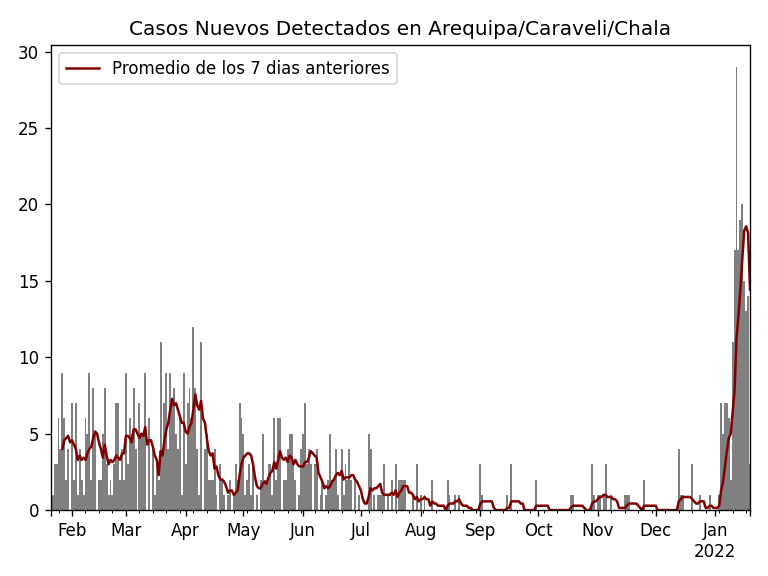 Casos Nuevos Detectados en Arequipa/Caraveli/Chala
Promedio de los 7 dias anteriores
30
25
20
15
10
5
0
Feb Mar Apr May Jun Jul Aug Sep Oct Nov Dec Jan
2022